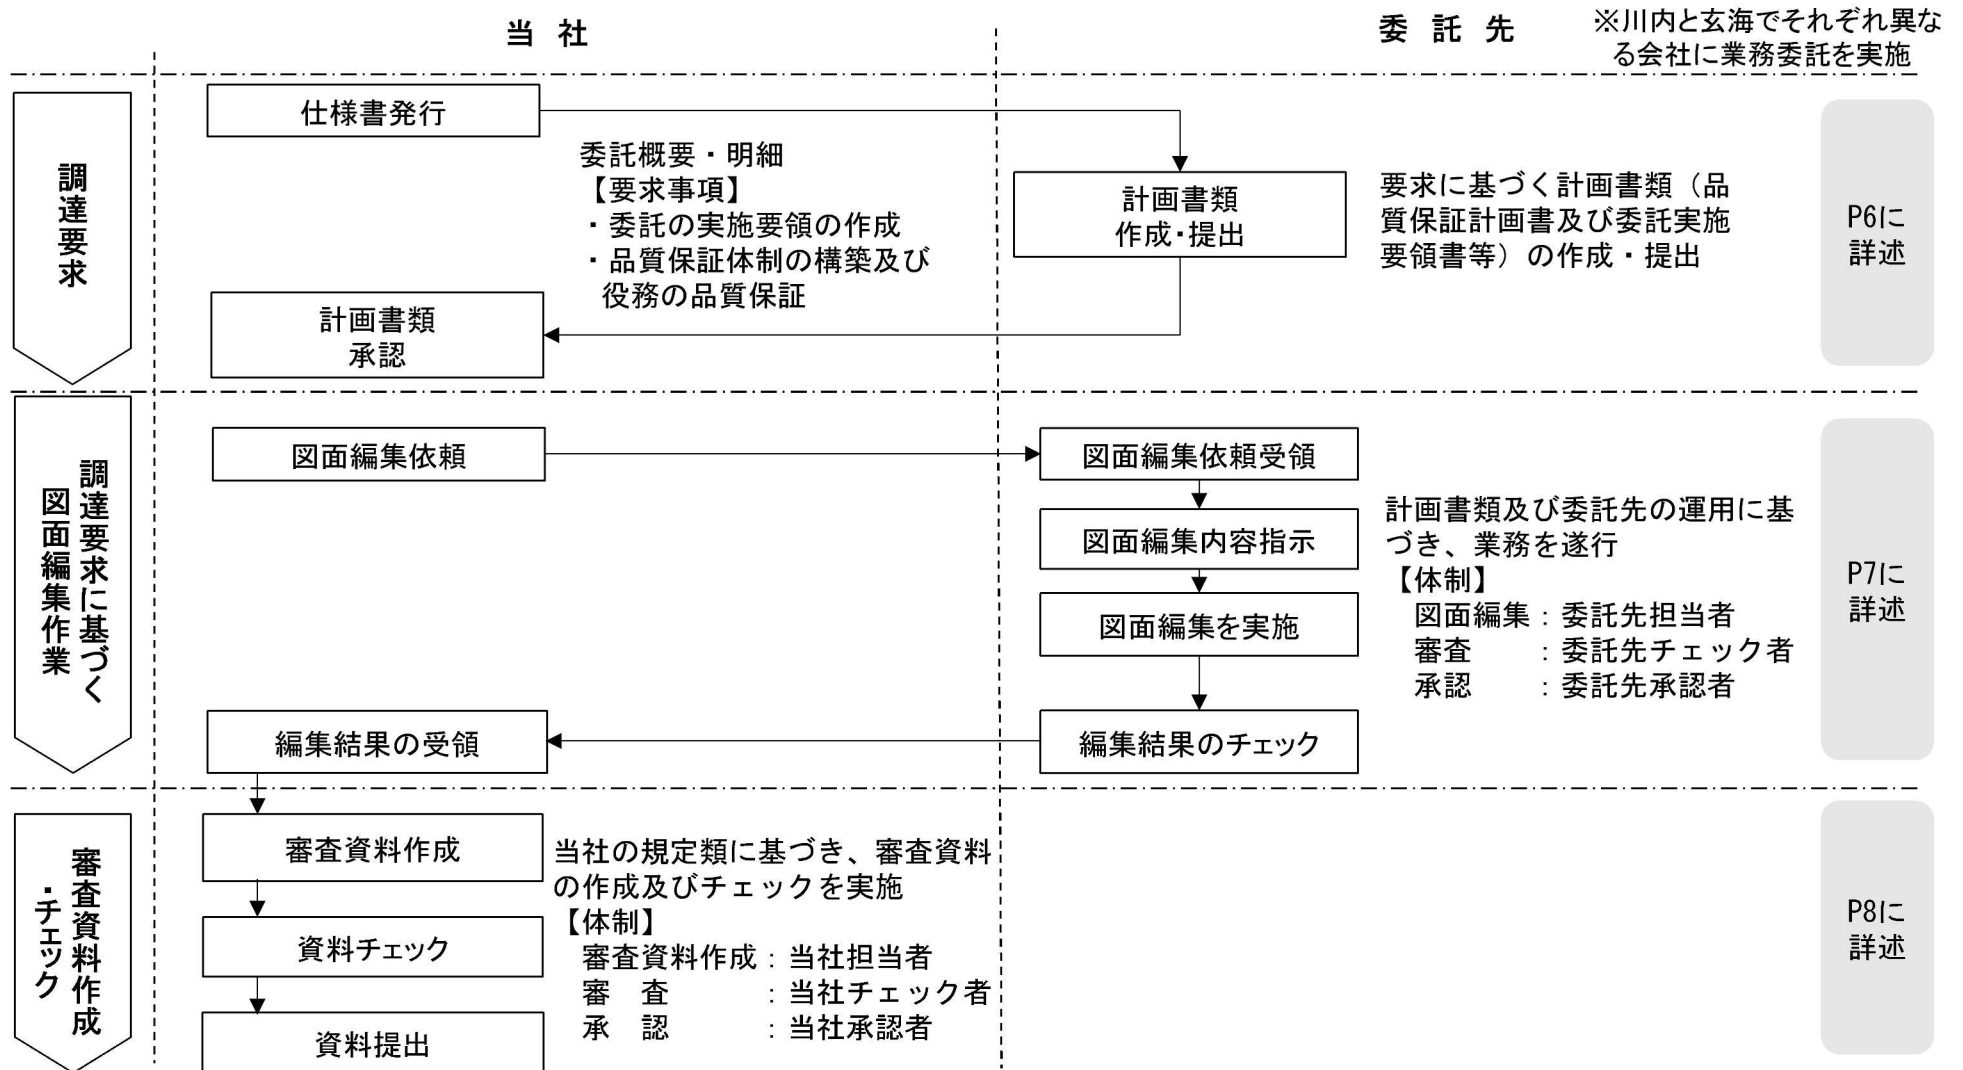 当 社
委 託 先
※川内と玄海でそれぞれ異な
る会社に業務委託を実施
調達要求
仕様書発行
委託概要・明細
【要求事項】
・委託の実施要領の作成
・品質保証体制の構築及び
役務の品質保証
計画書類
作成・提出
要求に基づく計画書類（品
質保証計画書及び委託実施
要領書等）の作成・提出
P6に
詳述
計画書類
承認
調達要求に基づく
図面編集作業
図面編集依頼
図面編集依頼受領
図面編集内容指示
図面編集を実施
編集結果のチェック
計画書類及び委託先の運用に基
づき、業務を遂行
【体制】
図面編集：委託先担当者
審査　　：委託先チェック者
承認　　：委託先承認者
P7に
詳述
編集結果の受領
審査資料作成
・チェック
審査資料作成
資料チェック
資料提出
当社の規定類に基づき、審査資料
の作成及びチェックを実施
【体制】
審査資料作成：当社担当者
審　査　　　：当社チェック者
承　認　　　：当社承認者
P8に
詳述